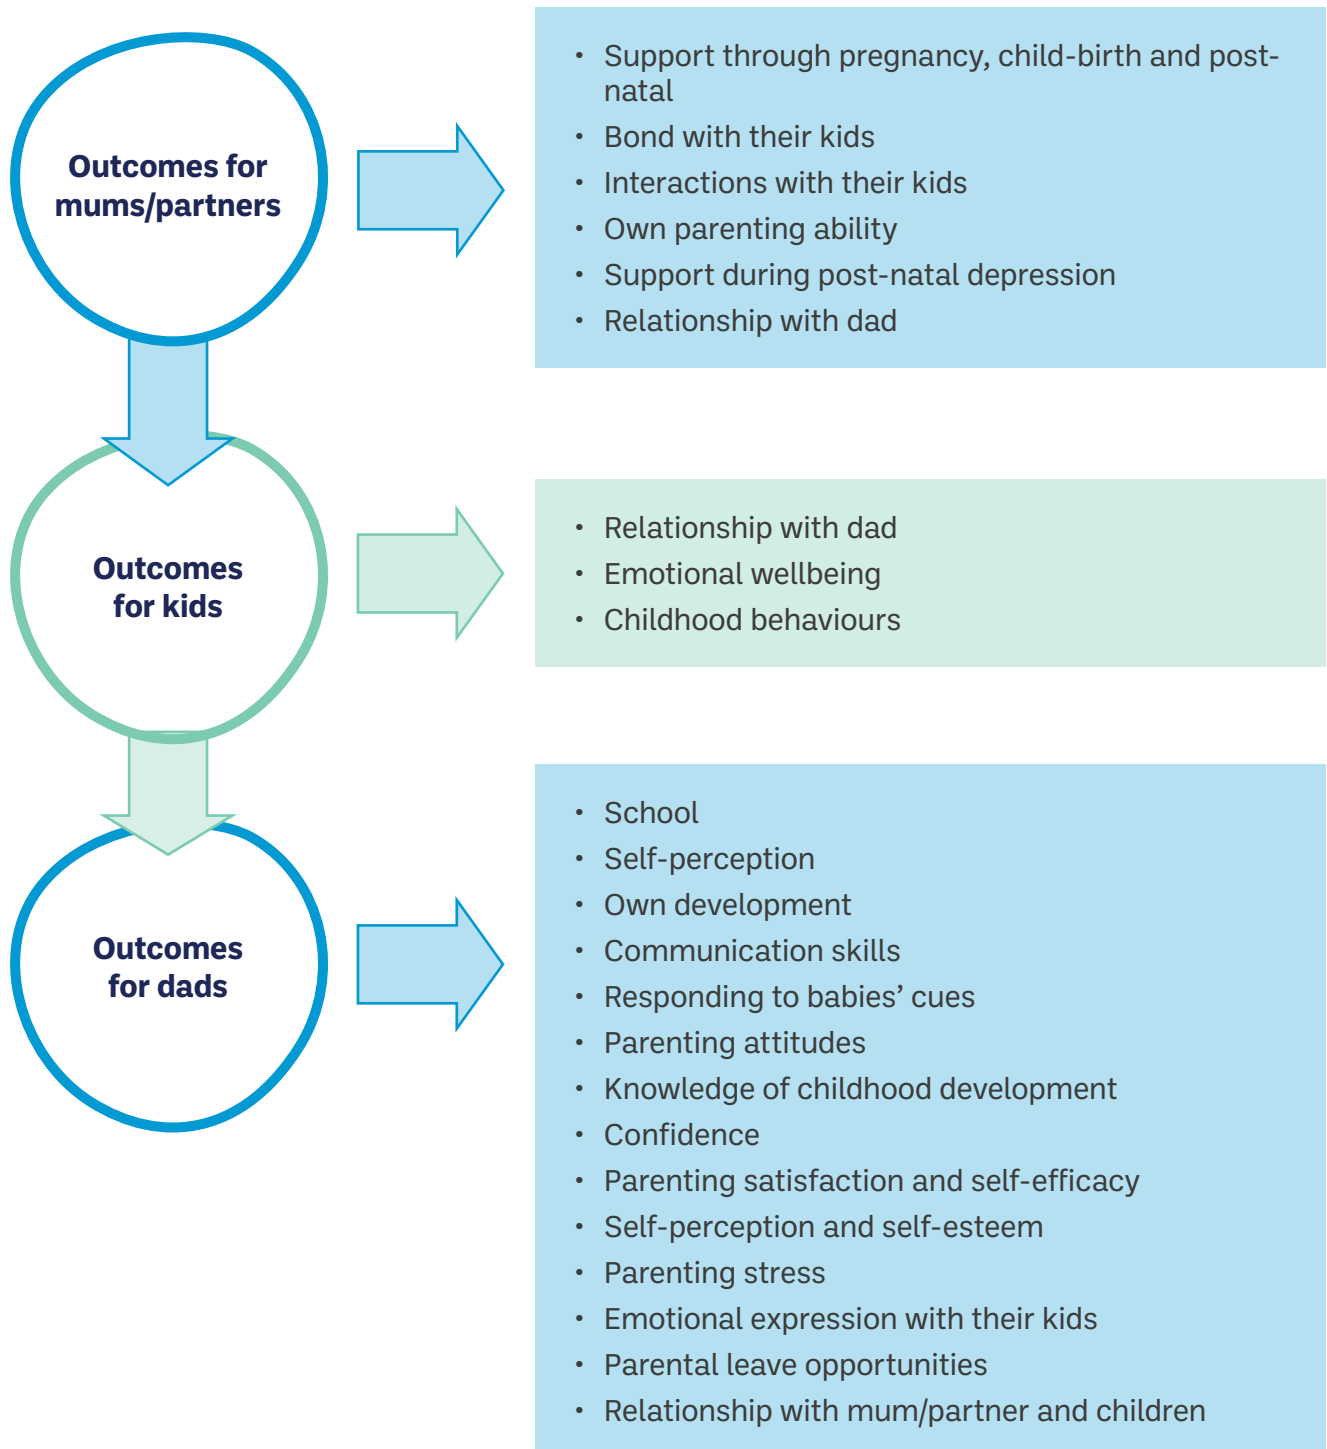 Outcomes for
mums/partners
• Support through pregnancy, child-birth and post-
natal
• Bond with their kids
• Interactions with their kids
• Own parenting ability
• Support during post-natal depression
• Relationship with dad
Outcomes
for kids
• Relationship with dad
• Emotional wellbeing
• Childhood behaviours
Outcomes
for dads
• School
• Self-perception
• Own development
• Communication skills
• Responding to babies’ cues
• Parenting attitudes
• Knowledge of childhood development
• Confidence
• Parenting satisfaction and self-efficacy
• Self-perception and self-esteem
• Parenting stress
• Emotional expression with their kids
• Parental leave opportunities
• Relationship with mum/partner and children